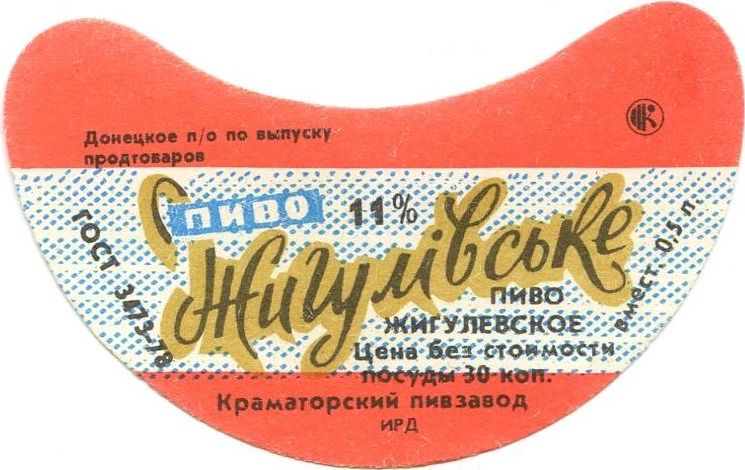 Донецкое п/о по выпуску
продтоваров
К
ГОСТ 3473-78
ПИВО 11%
Жигулівське
вмест. 0,5 л
ПИВО
ЖИГУЛЕВСКОЕ
Цена без стоимости
посуды 30 коп.
Краматорский пивзавод
ИРД